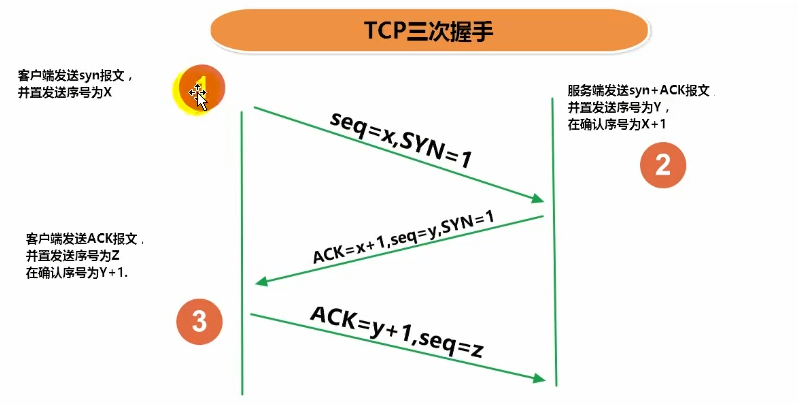 TCP三次握手
客户端发送syn报文，
并置发送序号为X
1
服务端发送syn+ACK报文，
并置发送序号为Y，
在确认序号为X+1
2
seq=x,SYN=1
ACK=x+1,seq=y,SYN=1
客户端发送ACK报文，
并置发送序号为Z
在确认序号为Y+1.
3
ACK=y+1,seq=z